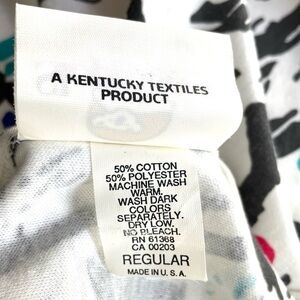 A KENTUCKY TEXTILES
PRODUCT
50% COTTON
50% POLYESTER
MACHINE WASH
WARM.
WASH DARK
COLORS
SEPARATELY.
DRY LOW.
NO BLEACH.
RN 61368
CA 00203
REGULAR
MADE IN U.S.A.